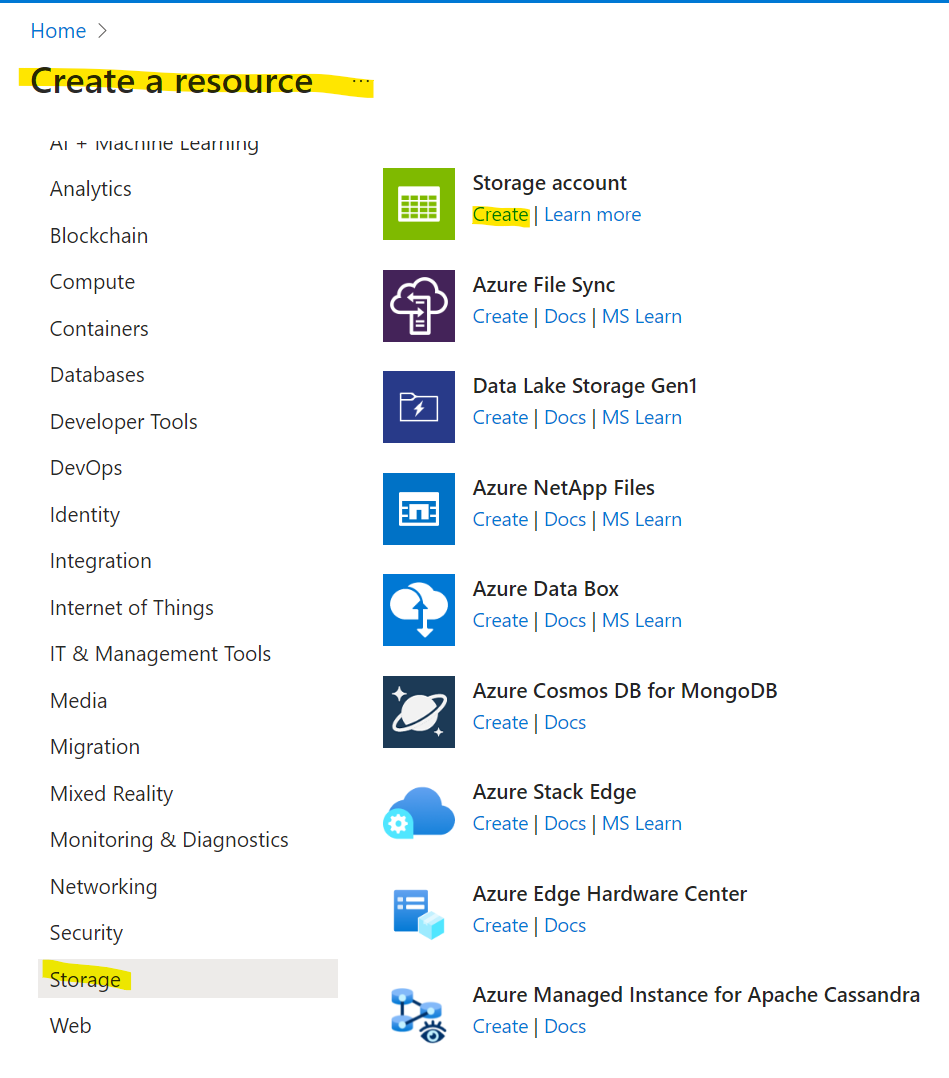 Home >
Create a resource ...
AI + Machine Learning
Analytics
Blockchain
Compute
Containers
Databases
Developer Tools
DevOps
Identity
Integration
Internet of Things
IT & Management Tools
Media
Migration
Mixed Reality
Monitoring & Diagnostics
Networking
Security
Storage
Web
Storage account
Create | Learn more
Azure File Sync
Create | Docs | MS Learn
Data Lake Storage Gen1
Create | Docs | MS Learn
Azure NetApp Files
Create | Docs | MS Learn
Azure Data Box
Create | Docs | MS Learn
Azure Cosmos DB for MongoDB
Create | Docs
Azure Stack Edge
Create | Docs | MS Learn
Azure Edge Hardware Center
Create | Docs
Azure Managed Instance for Apache Cassandra
Create | Docs